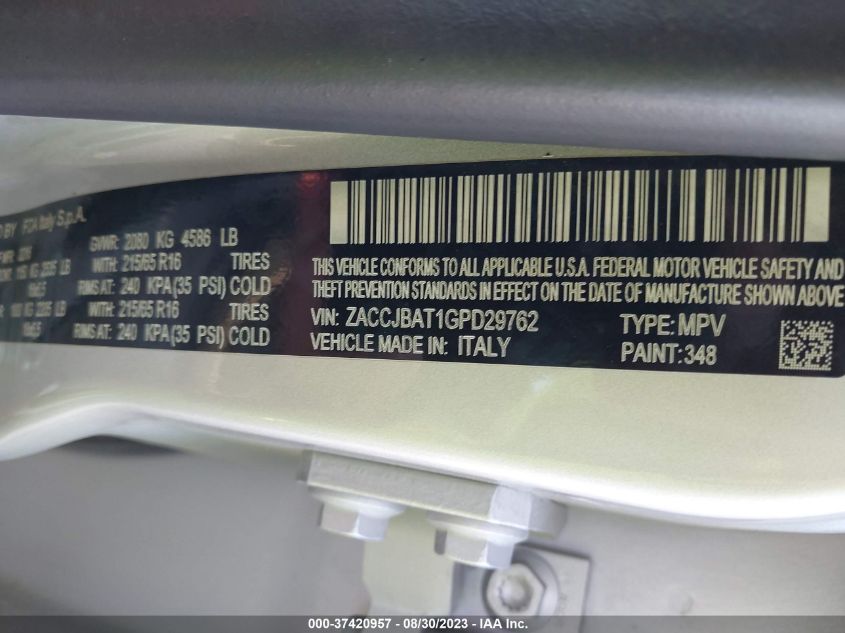 D BY FCA Italy S.p.A.
GVWR: 2080 KG 4586 LB
WITH: 215/65 R16 TIRES
RIMS AT: 240 KPA(35 PSI) COLD
WITH: 215/65 R16 TIRES
RIMS AT: 240 KPA(35 PSI) COLD
THIS VEHICLE CONFORMS TO ALL APPLICABLE U.S.A. FEDERAL MOTOR VEHICLE SAFETY AND
THEFT PREVENTION STANDARDS IN EFFECT ON THE DATE OF MANUFACTURE SHOWN ABOVE
VIN: ZACCJBAT1GPD29762 TYPE: MPV
VEHICLE MADE IN: ITALY PAINT: 348
000-37420957 - 08/30/2023 - IAA Inc.